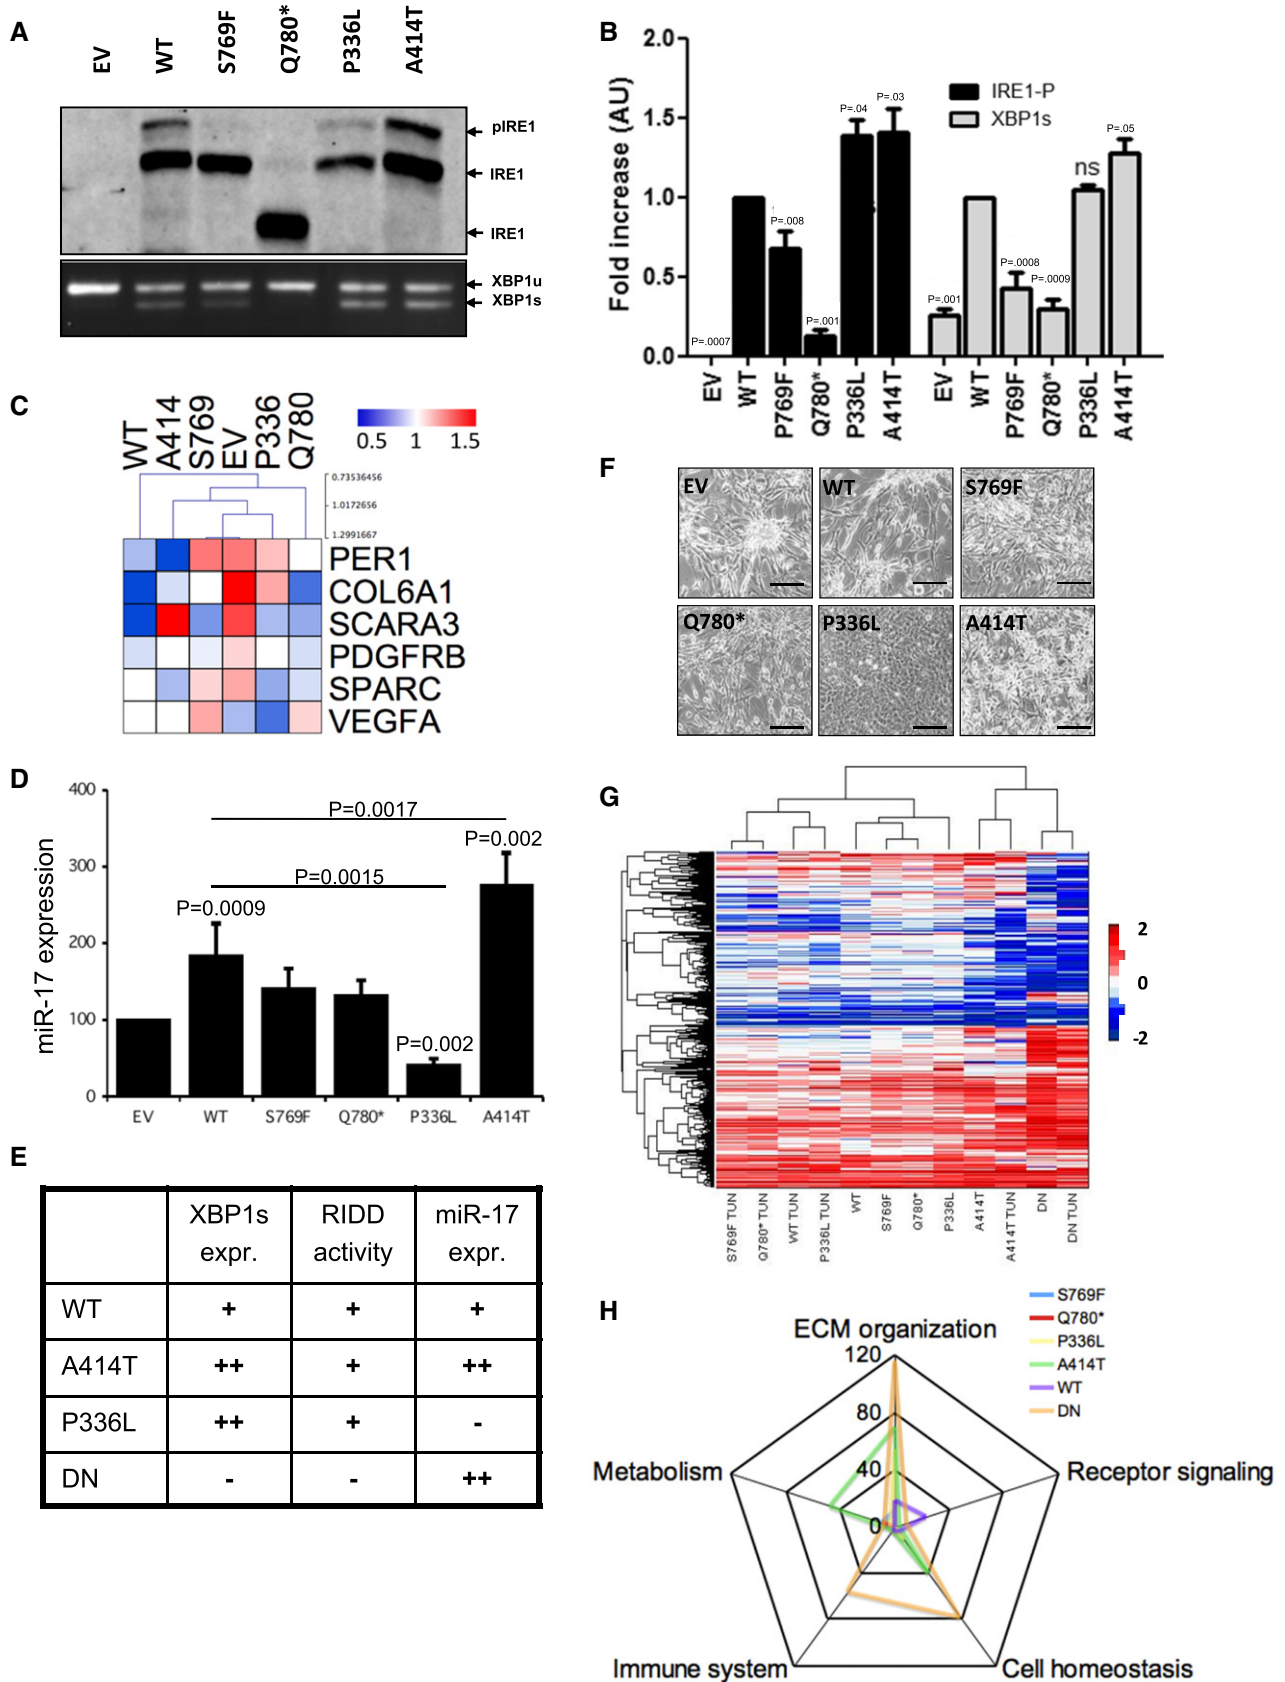 A
EV
WT
S769F
Q780*
P336L
A414T
pIRE1
IRE1
IRE1
XBP1u
XBP1s
B
Fold increase (AU)
2.0
1.5
1.0
0.5
0.0
IRE1-P
XBP1s
P=.0007
P=.008
P=.001
P=.04
P=.03
P=.001
P=.0008
P=.0009
ns
P=.05
EV
WT
P769F
Q780*
P336L
A414T
EV
WT
P769F
Q780*
P336L
A414T
C
WT
A414
S769
EV
P336
Q780
0.5 1 1.5
0.73536456
1.0172656
1.2991667
PER1
COL6A1
SCARA3
PDGFRB
SPARC
VEGFA
F
EV
WT
S769F
Q780*
P336L
A414T
D
miR-17 expression
400
300
200
100
0
P=0.0017
P=0.002
P=0.0015
P=0.0009
P=0.002
EV WT S769F Q780* P336L A414T
G
2
0
-2
S769F TUN
Q780* TUN
WT TUN
P336L TUN
WT
S769F
Q780*
P336L
A414T
A414T TUN
DN
DN TUN
E
XBP1s expr. RIDD activity miR-17 expr.
WT + + +
A414T ++ + ++
P336L ++ + -
DN - - ++
H
S769F
Q780*
P336L
A414T
WT
DN
ECM organization
120
80
40
0
Metabolism
Receptor signaling
Immune system
Cell homeostasis